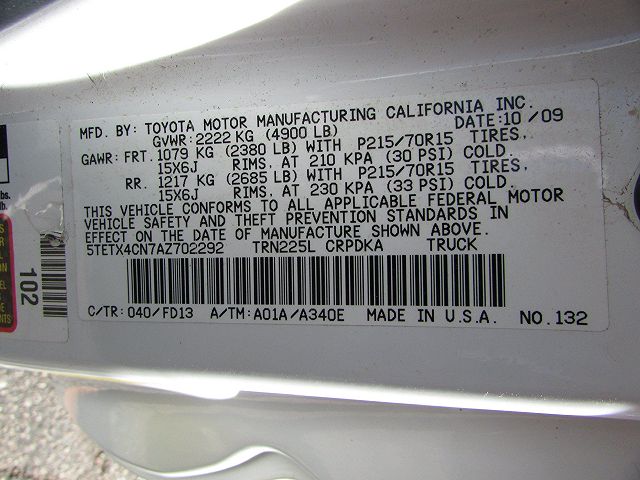 MFD. BY: TOYOTA MOTOR MANUFACTURING CALIFORNIA INC.
GVWR: 2222 KG (4900 LB) DATE: 10/09
GAWR: FRT. 1079 KG (2380 LB) WITH P215/70R15 TIRES,
15X6J RIMS, AT 210 KPA (30 PSI) COLD.
RR. 1217 KG (2685 LB) WITH P215/70R15 TIRES,
15X6J RIMS, AT 230 KPA (33 PSI) COLD.
THIS VEHICLE CONFORMS TO ALL APPLICABLE FEDERAL MOTOR
VEHICLE SAFETY AND THEFT PREVENTION STANDARDS IN
EFFECT ON THE DATE OF MANUFACTURE SHOWN ABOVE.
5TETX4CN7AZ702292 TRN225L CRPDKA TRUCK
C/TR: 040/FD13 A/TM: A01A/A340E MADE IN U.S.A. NO. 132
lbs.
lb.
102